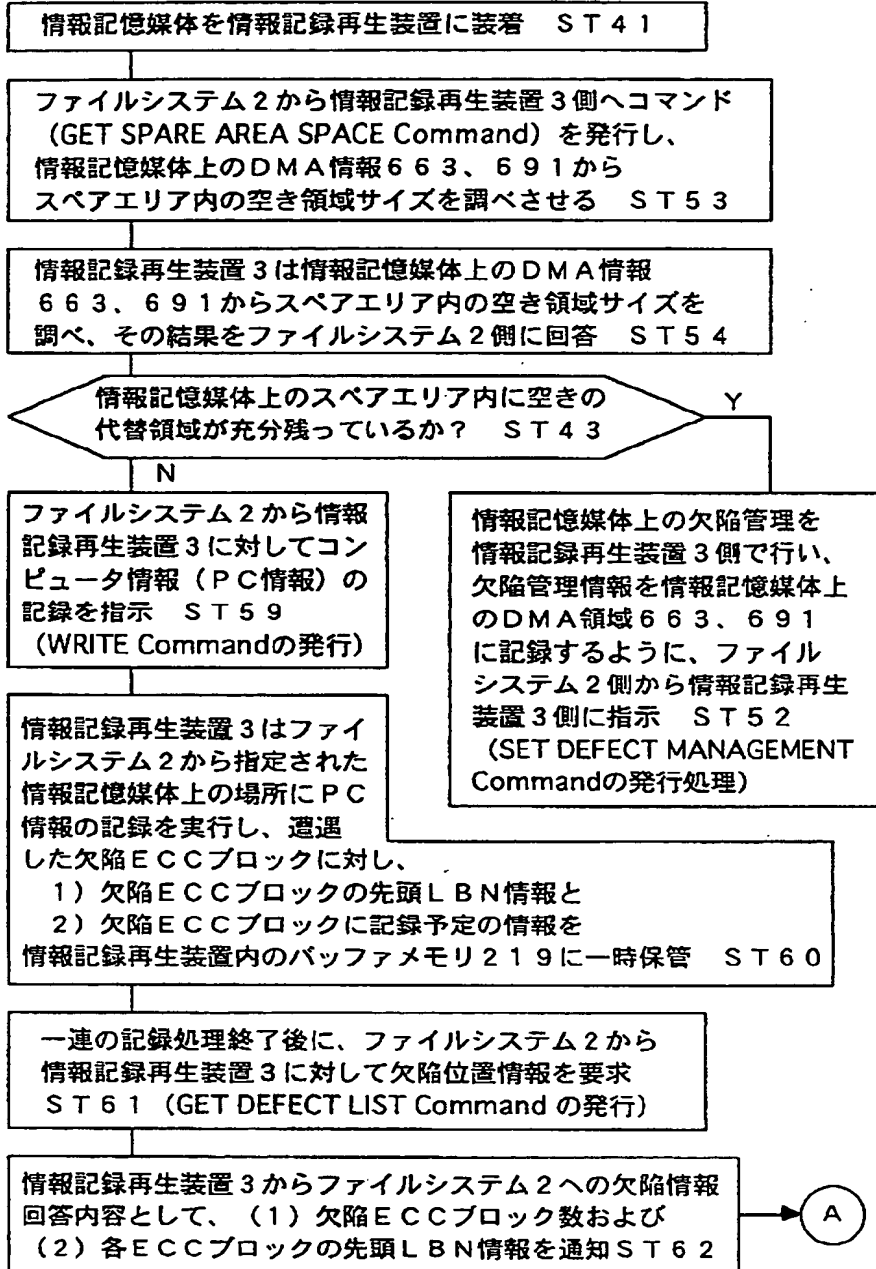 情報記憶媒体を情報記録再生装置に装着　ＳＴ４１
ファイルシステム２から情報記録再生装置３側へコマンド
（GET SPARE AREA SPACE Command）を発行し、
情報記憶媒体上のＤＭＡ情報６６３、６９１から
スペアエリア内の空き領域サイズを調べさせる　ＳＴ５３
情報記録再生装置３は情報記憶媒体上のＤＭＡ情報
６６３、６９１からスペアエリア内の空き領域サイズを
調べ、その結果をファイルシステム２側に回答　ＳＴ５４
情報記憶媒体上のスペアエリア内に空きの
代替領域が充分残っているか？　ＳＴ４３
Y
N
ファイルシステム２から情報
記録再生装置３に対してコン
ピュータ情報（ＰＣ情報）の
記録を指示　ＳＴ５９
（WRITE Commandの発行）
情報記憶媒体上の欠陥管理を
情報記録再生装置３側で行い、
欠陥管理情報を情報記憶媒体上
のＤＭＡ領域６６３、６９１
に記録するように、ファイル
システム２側から情報記録再生
装置３側に指示　ＳＴ５２
（SET DEFECT MANAGEMENT
Commandの発行処理）
情報記録再生装置３はファイ
ルシステム２から指定された
情報記憶媒体上の場所にＰＣ
情報の記録を実行し、遭遇
した欠陥ＥＣＣブロックに対し、
１）欠陥ＥＣＣブロックの先頭ＬＢＮ情報と
２）欠陥ＥＣＣブロックに記録予定の情報を
情報記録再生装置内のバッファメモリ２１９に一時保管　ＳＴ６０
一連の記録処理終了後に、ファイルシステム２から
情報記録再生装置３に対して欠陥位置情報を要求
ＳＴ６１（GET DEFECT LIST Command の発行）
情報記録再生装置３からファイルシステム２への欠陥情報
回答内容として、（１）欠陥ＥＣＣブロック数および
（２）各ＥＣＣブロックの先頭ＬＢＮ情報を通知ＳＴ６２
A